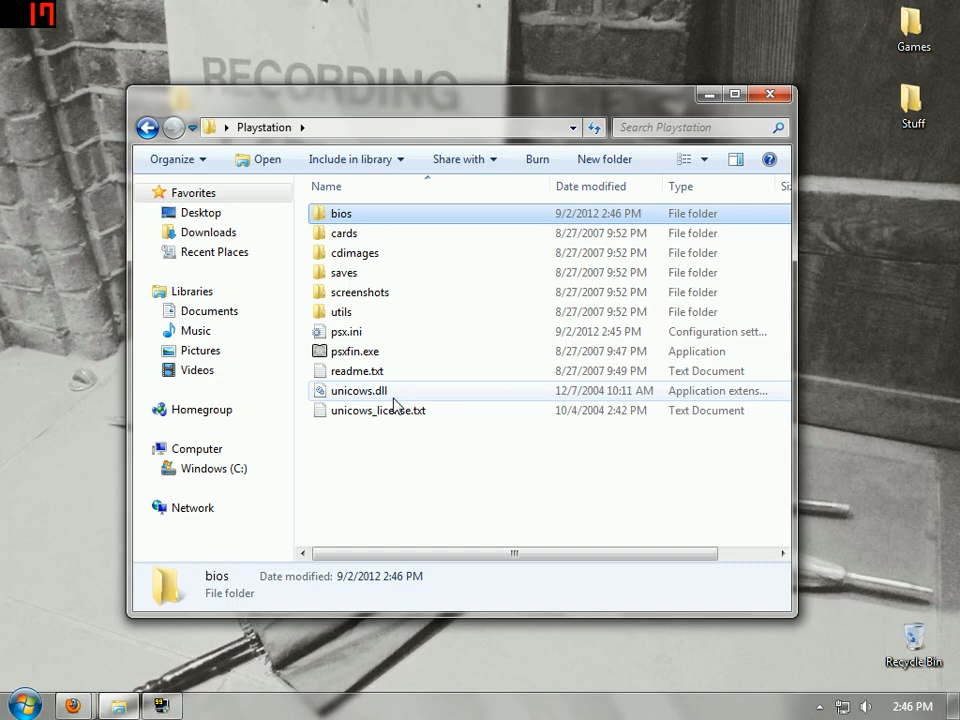 17
Games
Stuff
RECORDING
Playstation
Search Playstation
Organize Open Include in library Share with Burn New folder
Name Date modified Type Siz
Favorites
Desktop
Downloads
Recent Places
Libraries
Documents
Music
Pictures
Videos
Homegroup
Computer
Windows (C:)
Network
bios 9/2/2012 2:46 PM File folder
cards 8/27/2007 9:52 PM File folder
cdimages 8/27/2007 9:52 PM File folder
saves 8/27/2007 9:52 PM File folder
screenshots 8/27/2007 9:52 PM File folder
utils 8/27/2007 9:52 PM File folder
psx.ini 9/2/2012 2:45 PM Configuration sett...
psxfin.exe 8/27/2007 9:47 PM Application
readme.txt 8/27/2007 9:49 PM Text Document
unicows.dll 12/7/2004 10:11 AM Application extens...
unicows_license.txt 10/4/2004 2:42 PM Text Document
bios Date modified: 9/2/2012 2:46 PM
File folder
Recycle Bin
2:46 PM